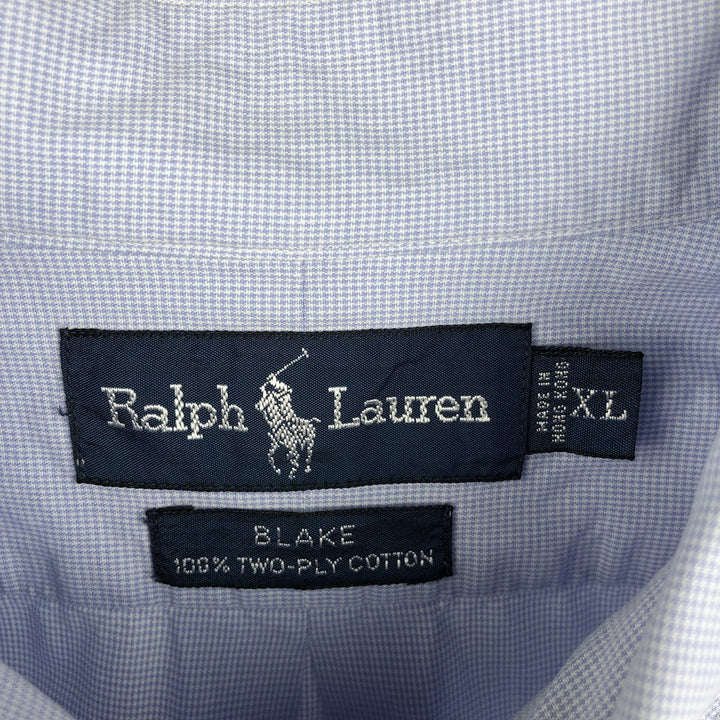 Ralph Lauren
MADE IN
HONG KONG
XL
BLAKE
100% TWO-PLY COTTON